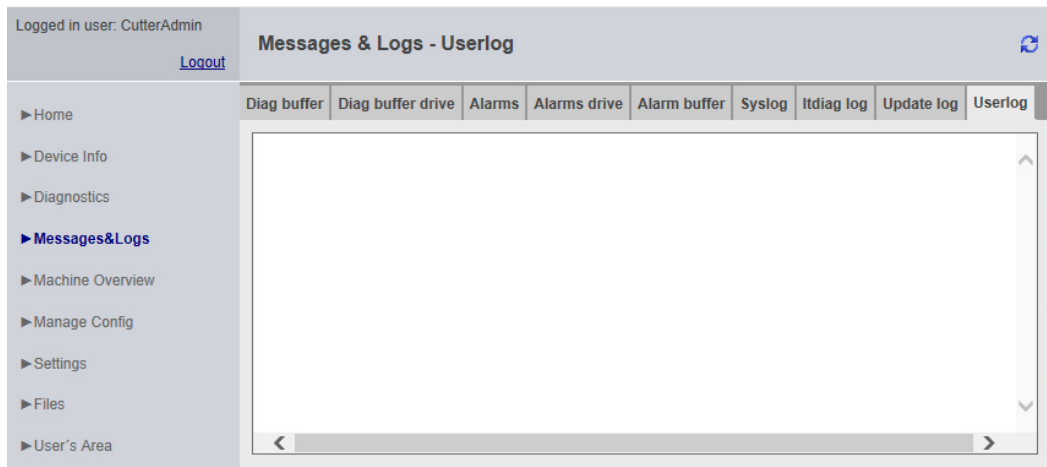 Logged in user: CutterAdmin
Logout
Messages & Logs - Userlog
Diag buffer Diag buffer drive Alarms Alarms drive Alarm buffer Syslog Itdiag log Update log Userlog
Home
Device Info
Diagnostics
Messages&Logs
Machine Overview
Manage Config
Settings
Files
User´s Area